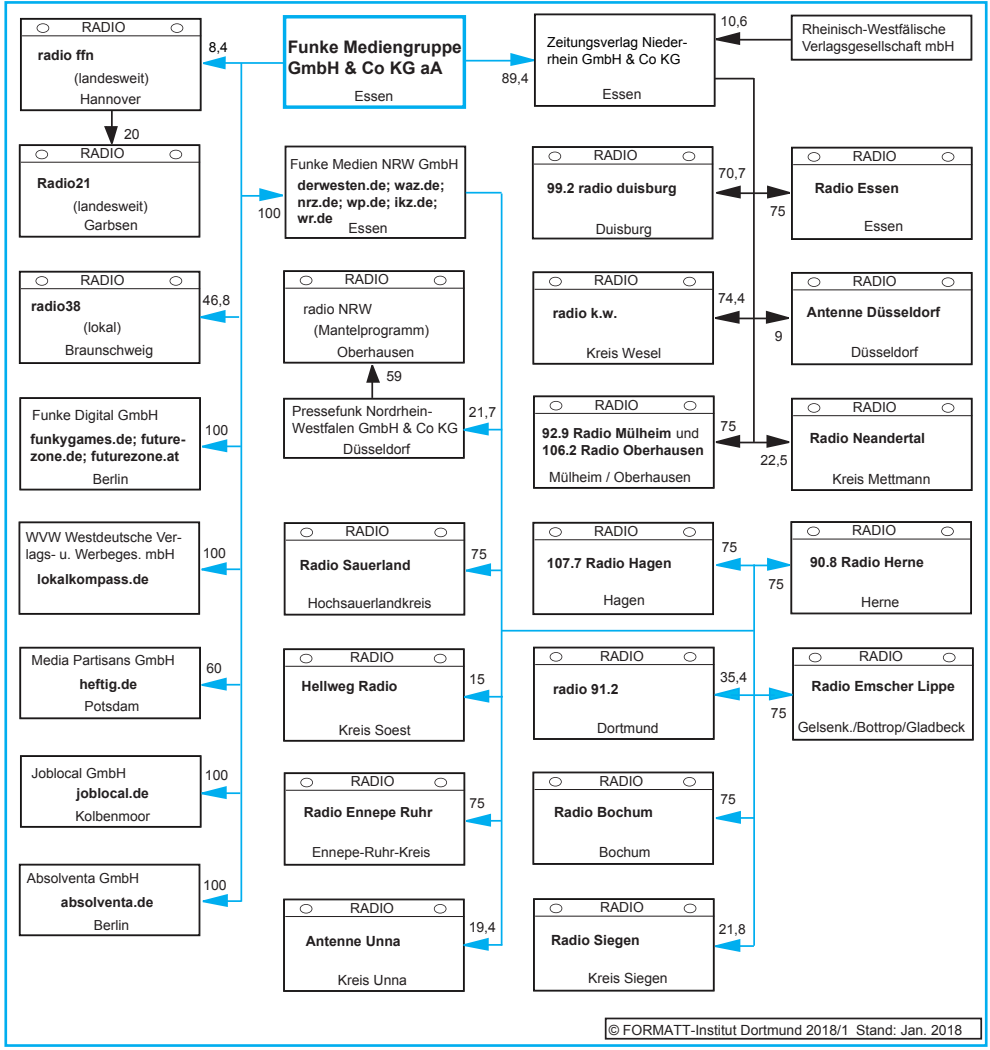 RADIO
radio ffn
(landesweit)
Hannover
8,4
Funke Mediengruppe
GmbH & Co KG aA
Essen
89,4
Zeitungsverlag Nieder-
rhein GmbH & Co KG
Essen
10,6
Rheinisch-Westfälische
Verlagsgesellschaft mbH
20
RADIO
Radio21
(landesweit)
Garbsen
100
Funke Medien NRW GmbH
derwesten.de; waz.de;
nrz.de; wp.de; ikz.de;
wr.de
Essen
RADIO
99.2 radio duisburg
Duisburg
70,7
75
RADIO
Radio Essen
Essen
RADIO
radio38
(lokal)
Braunschweig
46,8
RADIO
radio NRW
(Mantelprogramm)
Oberhausen
59
RADIO
radio k.w.
Kreis Wesel
74,4
9
RADIO
Antenne Düsseldorf
Düsseldorf
Funke Digital GmbH
funkygames.de; future-
zone.de; futurezone.at
Berlin
100
Pressefunk Nordrhein-
Westfalen GmbH & Co KG
Düsseldorf
21,7
RADIO
92.9 Radio Mülheim und
106.2 Radio Oberhausen
Mülheim / Oberhausen
75
22,5
RADIO
Radio Neandertal
Kreis Mettmann
WVW Westdeutsche Ver-
lags- u. Werbeges. mbH
lokalkompass.de
100
RADIO
Radio Sauerland
Hochsauerlandkreis
75
RADIO
107.7 Radio Hagen
Hagen
75
75
RADIO
90.8 Radio Herne
Herne
Media Partisans GmbH
heftig.de
Potsdam
60
RADIO
Hellweg Radio
Kreis Soest
15
RADIO
radio 91.2
Dortmund
35,4
75
RADIO
Radio Emscher Lippe
Gelsenk./Bottrop/Gladbeck
Joblocal GmbH
joblocal.de
Kolbenmoor
100
RADIO
Radio Ennepe Ruhr
Ennepe-Ruhr-Kreis
75
RADIO
Radio Bochum
Bochum
75
Absolventa GmbH
absolventa.de
Berlin
100
RADIO
Antenne Unna
Kreis Unna
19,4
RADIO
Radio Siegen
Kreis Siegen
21,8
© FORMATT-Institut Dortmund 2018/1 Stand: Jan. 2018